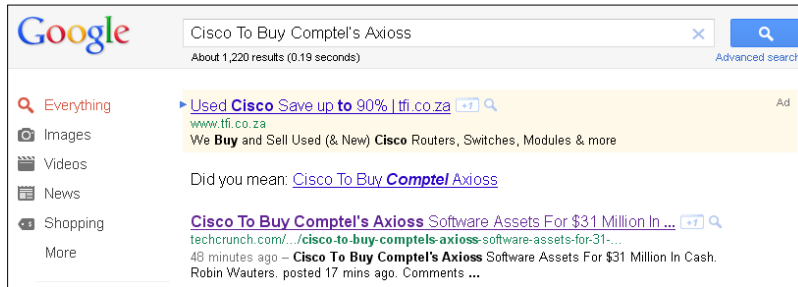 Google
Cisco To Buy Comptel's Axioss
About 1,220 results (0.19 seconds)
Advanced search
Everything
Images
Videos
News
Shopping
More
Used Cisco Save up to 90% | tfi.co.za +1
Ad
www.tfi.co.za
We Buy and Sell Used (& New) Cisco Routers, Switches, Modules & more
Did you mean: Cisco To Buy Comptel Axioss
Cisco To Buy Comptel's Axioss Software Assets For $31 Million In ... +1
techcrunch.com/.../cisco-to-buy-comptels-axioss-software-assets-for-31-...
48 minutes ago – Cisco To Buy Comptel's Axioss Software Assets For $31 Million In Cash.
Robin Wauters. posted 17 mins ago. Comments ...